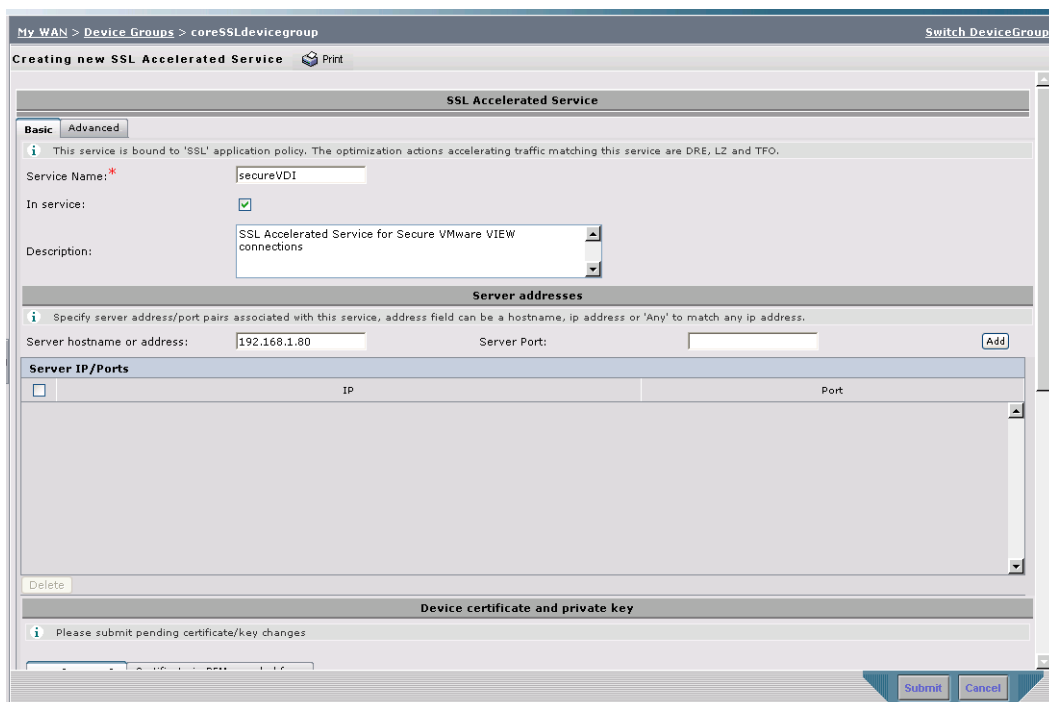 My WAN > Device Groups > coreSSLdevicegroup
Switch DeviceGroup
Creating new SSL Accelerated Service
Print
SSL Accelerated Service
Basic
Advanced
i This service is bound to 'SSL' application policy. The optimization actions accelerating traffic matching this service are DRE, LZ and TFO.
Service Name:*
secureVDI
In service:
Description:
SSL Accelerated Service for Secure VMware VIEW
connections
Server addresses
i Specify server address/port pairs associated with this service, address field can be a hostname, ip address or 'Any' to match any ip address.
Server hostname or address:
192.168.1.80
Server Port:
Add
Server IP/Ports
IP
Port
Delete
Device certificate and private key
i Please submit pending certificate/key changes
Submit
Cancel